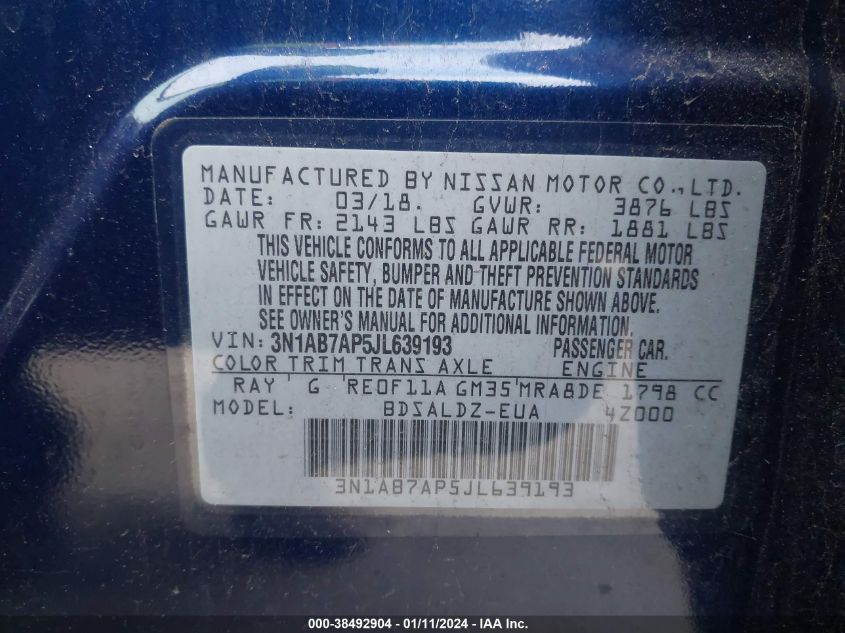 MANUFACTURED BY NISSAN MOTOR CO., LTD.
DATE: 03/18. GVWR: 3876 LBS
GAWR FR: 2143 LBS GAWR RR: 1881 LBS
THIS VEHICLE CONFORMS TO ALL APPLICABLE FEDERAL MOTOR
VEHICLE SAFETY, BUMPER AND THEFT PREVENTION STANDARDS
IN EFFECT ON THE DATE OF MANUFACTURE SHOWN ABOVE.
SEE OWNER'S MANUAL FOR ADDITIONAL INFORMATION.
VIN: 3N1AB7AP5JL639193 PASSENGER CAR.
COLOR TRIM TRANS AXLE ENGINE
RAY G RE0F11A GM35 MRA8DE 1798 CC
MODEL: BDSALDZ-EUA 4Z000
3N1AB7AP5JL639193
000-38492904 - 01/11/2024 - IAA Inc.